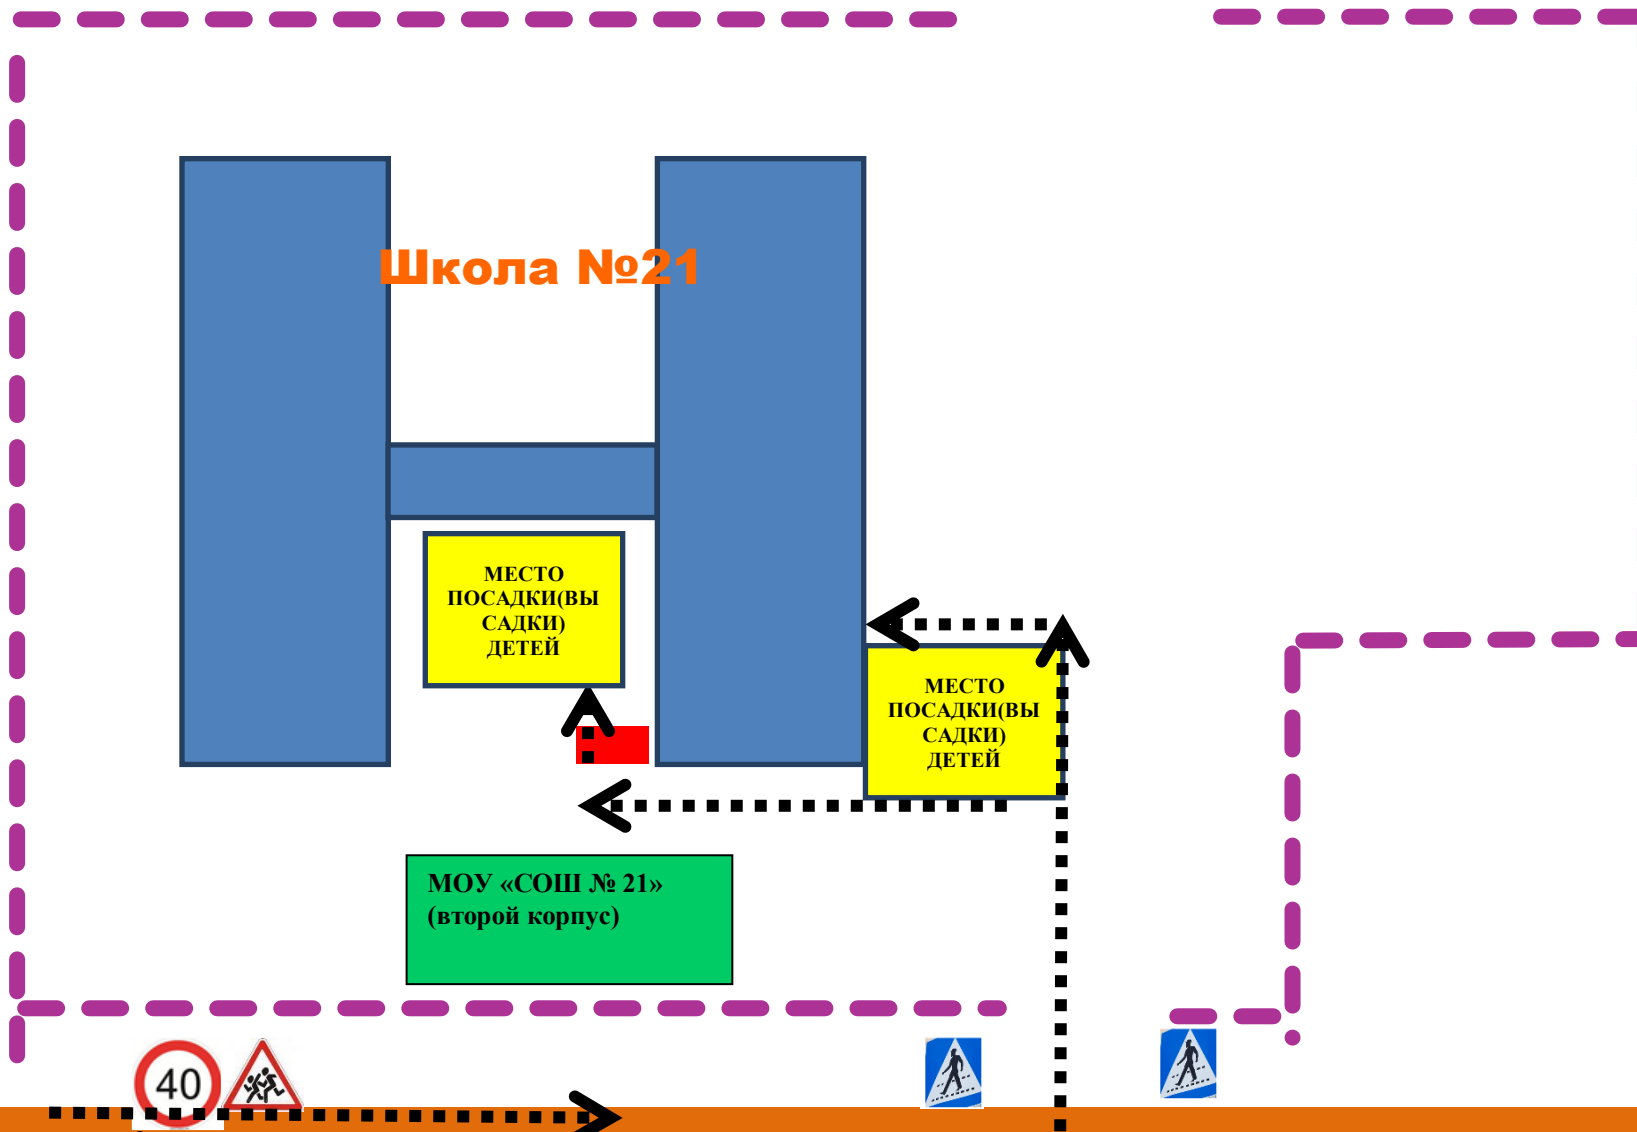 Школа №21
МЕСТО
ПОСАДКИ(ВЫ
САДКИ)
ДЕТЕЙ
МЕСТО
ПОСАДКИ(ВЫ
САДКИ)
ДЕТЕЙ
МОУ «СОШ № 21»
(второй корпус)
40